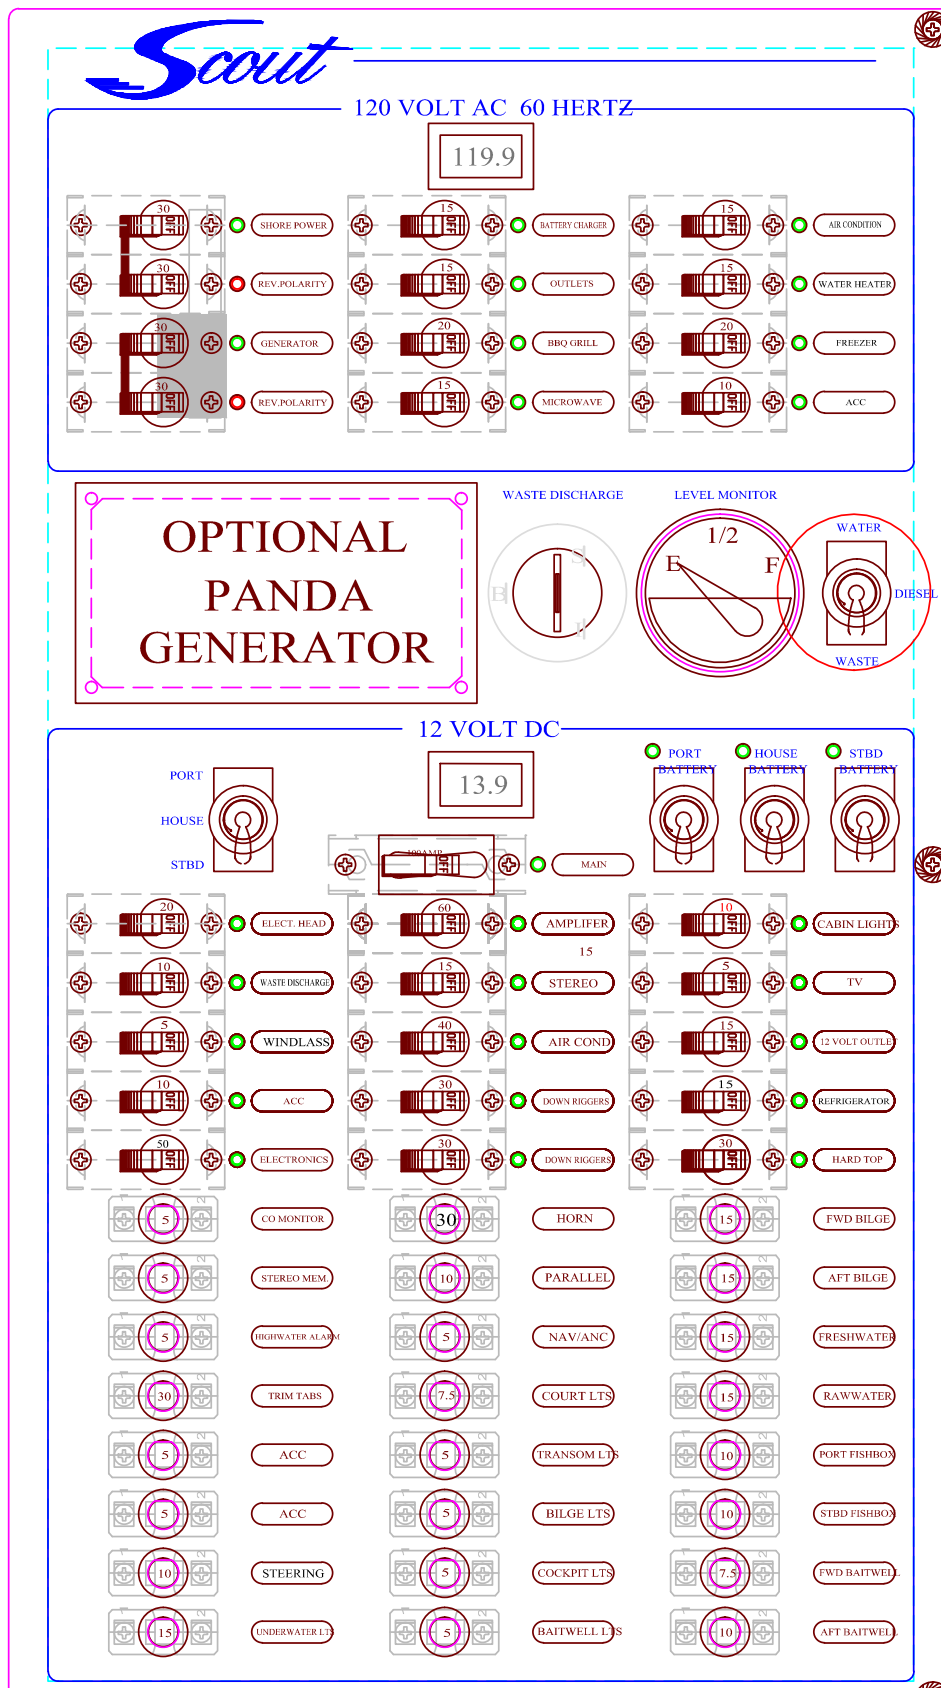 Scout
120 VOLT AC 60 HERTZ
119.9
30 OFF SHORE POWER 15 OFF BATTERY CHARGER 15 OFF AIR CONDITION
30 OFF REV.POLARITY 15 OFF OUTLETS 15 OFF WATER HEATER
30 OFF GENERATOR 20 OFF BBQ GRILL 20 OFF FREEZER
30 OFF REV.POLARITY 15 OFF MICROWAVE 10 OFF ACC
WASTE DISCHARGE LEVEL MONITOR
OPTIONAL
PANDA
GENERATOR
1/2
E F
WATER
DIESEL
WASTE
12 VOLT DC
13.9
PORT
HOUSE
STBD
PORT BATTERY
HOUSE BATTERY
STBD BATTERY
100AMP OFF MAIN
20 OFF ELECT. HEAD 60 OFF AMPLIFER 10 OFF CABIN LIGHTS
15
10 OFF WASTE DISCHARGE 15 OFF STEREO 5 OFF TV
5 OFF WINDLASS 40 OFF AIR COND 15 OFF 12 VOLT OUTLET
10 OFF ACC 30 OFF DOWN RIGGERS 15 OFF REFRIGERATOR
50 OFF ELECTRONICS 30 OFF DOWN RIGGERS 30 OFF HARD TOP
5 CO MONITOR 30 HORN 15 FWD BILGE
5 STEREO MEM. 10 PARALLEL 15 AFT BILGE
5 HIGHWATER ALARM 5 NAV/ANC 15 FRESHWATER
30 TRIM TABS 7.5 COURT LTS 15 RAWWATER
5 ACC 5 TRANSOM LTS 10 PORT FISHBOX
5 ACC 5 BILGE LTS 10 STBD FISHBOX
10 STEERING 5 COCKPIT LTS 7.5 FWD BAITWELL
15 UNDERWATER LTS 5 BAITWELL LTS 10 AFT BAITWELL